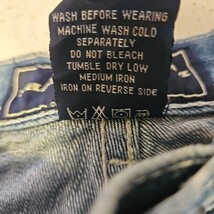 WASH BEFORE WEARING
MACHINE WASH COLD
SEPARATELY
DO NOT BLEACH
TUMBLE DRY LOW
MEDIUM IRON
IRON ON REVERSE SIDE